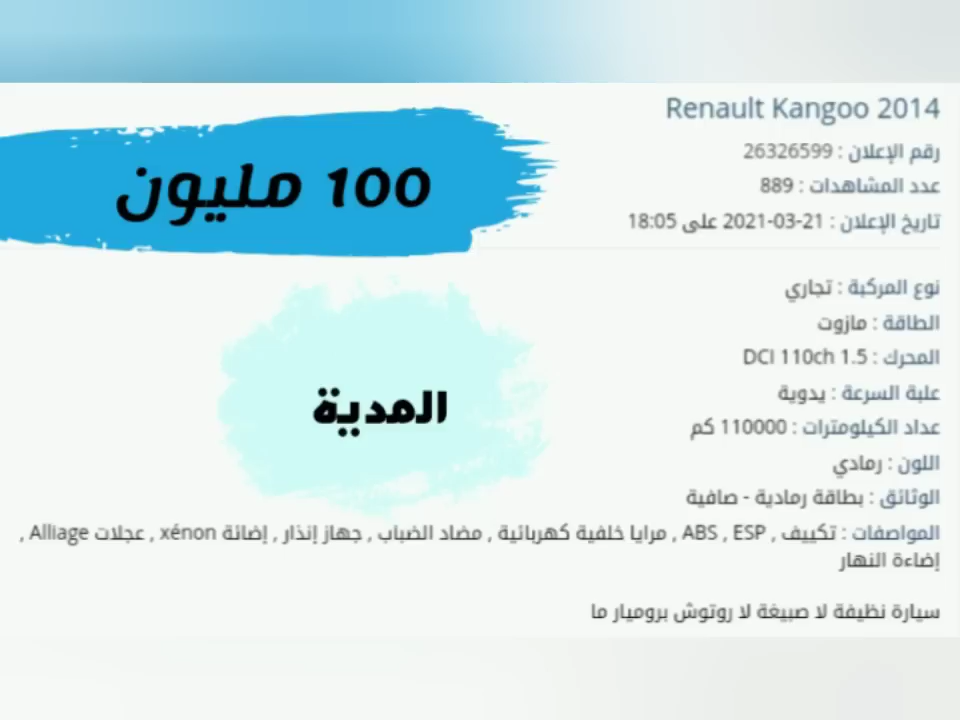 Renault Kangoo 2014
رقم الإعلان : 26326599
عدد المشاهدات : 889
تاريخ الإعلان : 21-03-2021 على 18:05
100 مليون
نوع المركبة : تجاري
الطاقة : مازوت
المحرك : 1.5 DCI 110ch
علبة السرعة : يدوية
عداد الكيلومترات : 110000 كم
اللون : رمادي
الوثائق : بطاقة رمادية - صافية
المدية
المواصفات : تكييف , ABS , ESP , مرايا خلفية كهربائية , مضاد الضباب , جهاز إنذار , إضائة xénon , عجلات Alliage ,
إضاءة النهار
سيارة نظيفة لا صبيغة لا روتوش بروميار ما